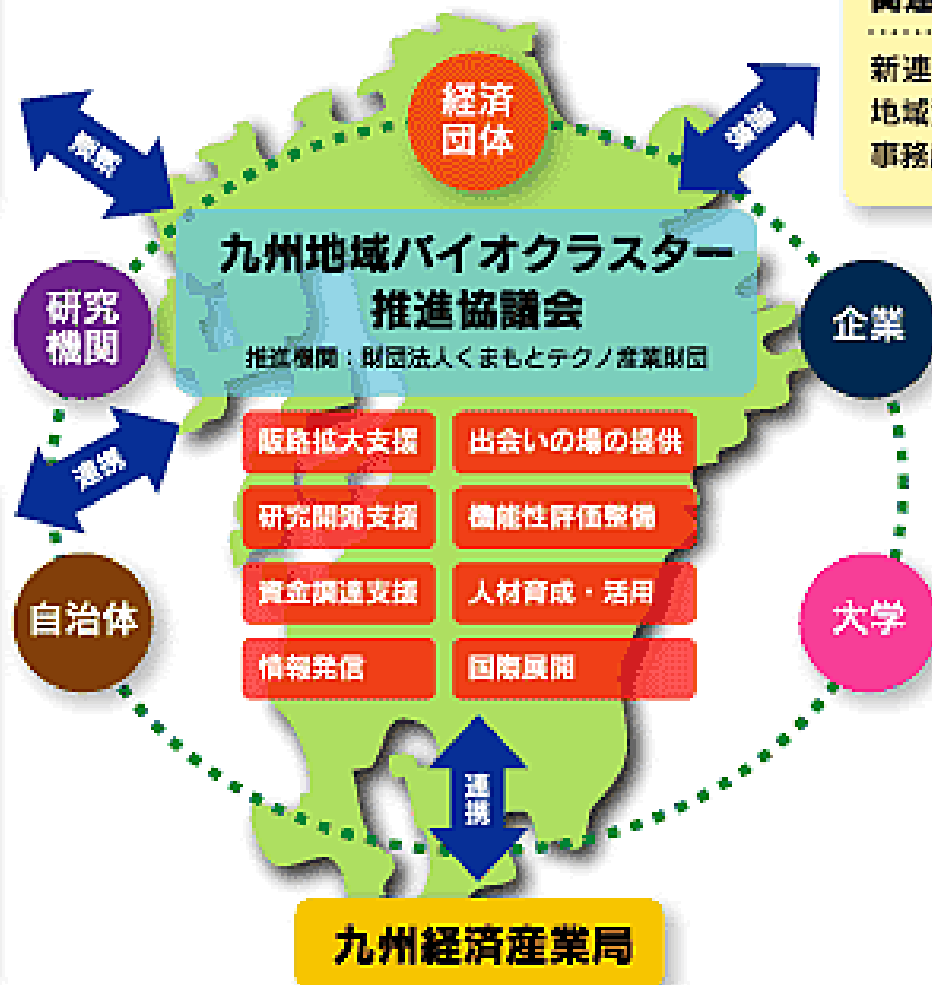 経済
団体
新連
地域
事務
九州地域バイオクラスター
推進協議会
推進機関：財団法人くまもとテクノ産業財団
研究
機関
企業
販路拡大支援
出会いの場の提供
連携
研究開発支援
機能性評価整備
資金調達支援
人材育成・活用
自治体
大学
情報発信
国際展開
連携
九州経済産業局